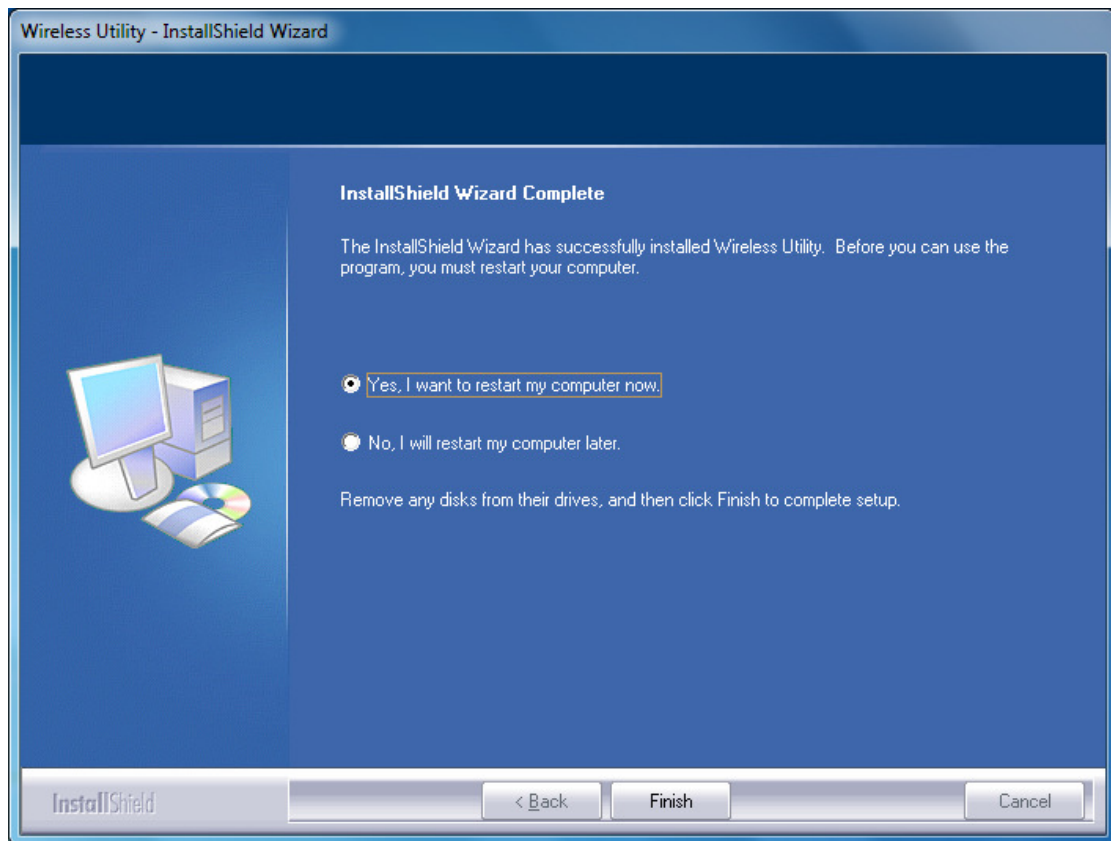 Wireless Utility - InstallShield Wizard
InstallShield Wizard Complete
The InstallShield Wizard has successfully installed Wireless Utility.  Before you can use the
program, you must restart your computer.
Yes, I want to restart my computer now.
No, I will restart my computer later.
Remove any disks from their drives, and then click Finish to complete setup.
InstallShield
< Back
Finish
Cancel